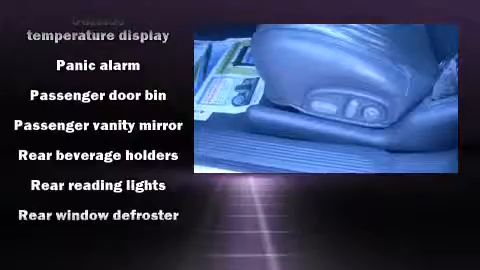 temperature display
Panic alarm
Passenger door bin
Passenger vanity mirror
Rear beverage holders
Rear reading lights
Rear window defroster